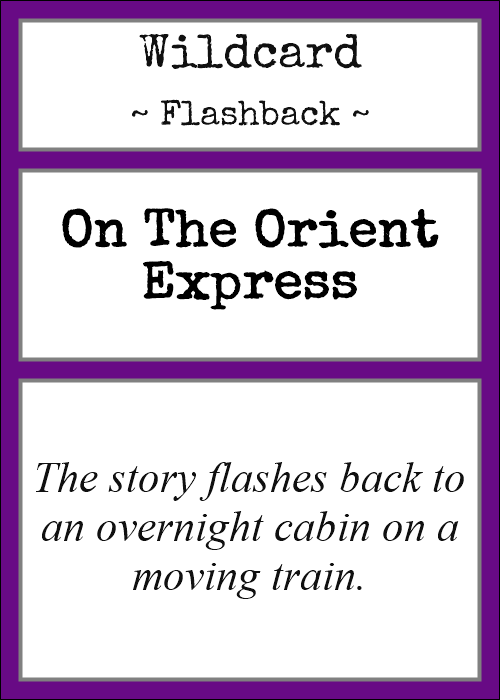 Wildcard
~ Flashback ~
On The Orient
Express
The story flashes back to
an overnight cabin on a
moving train.